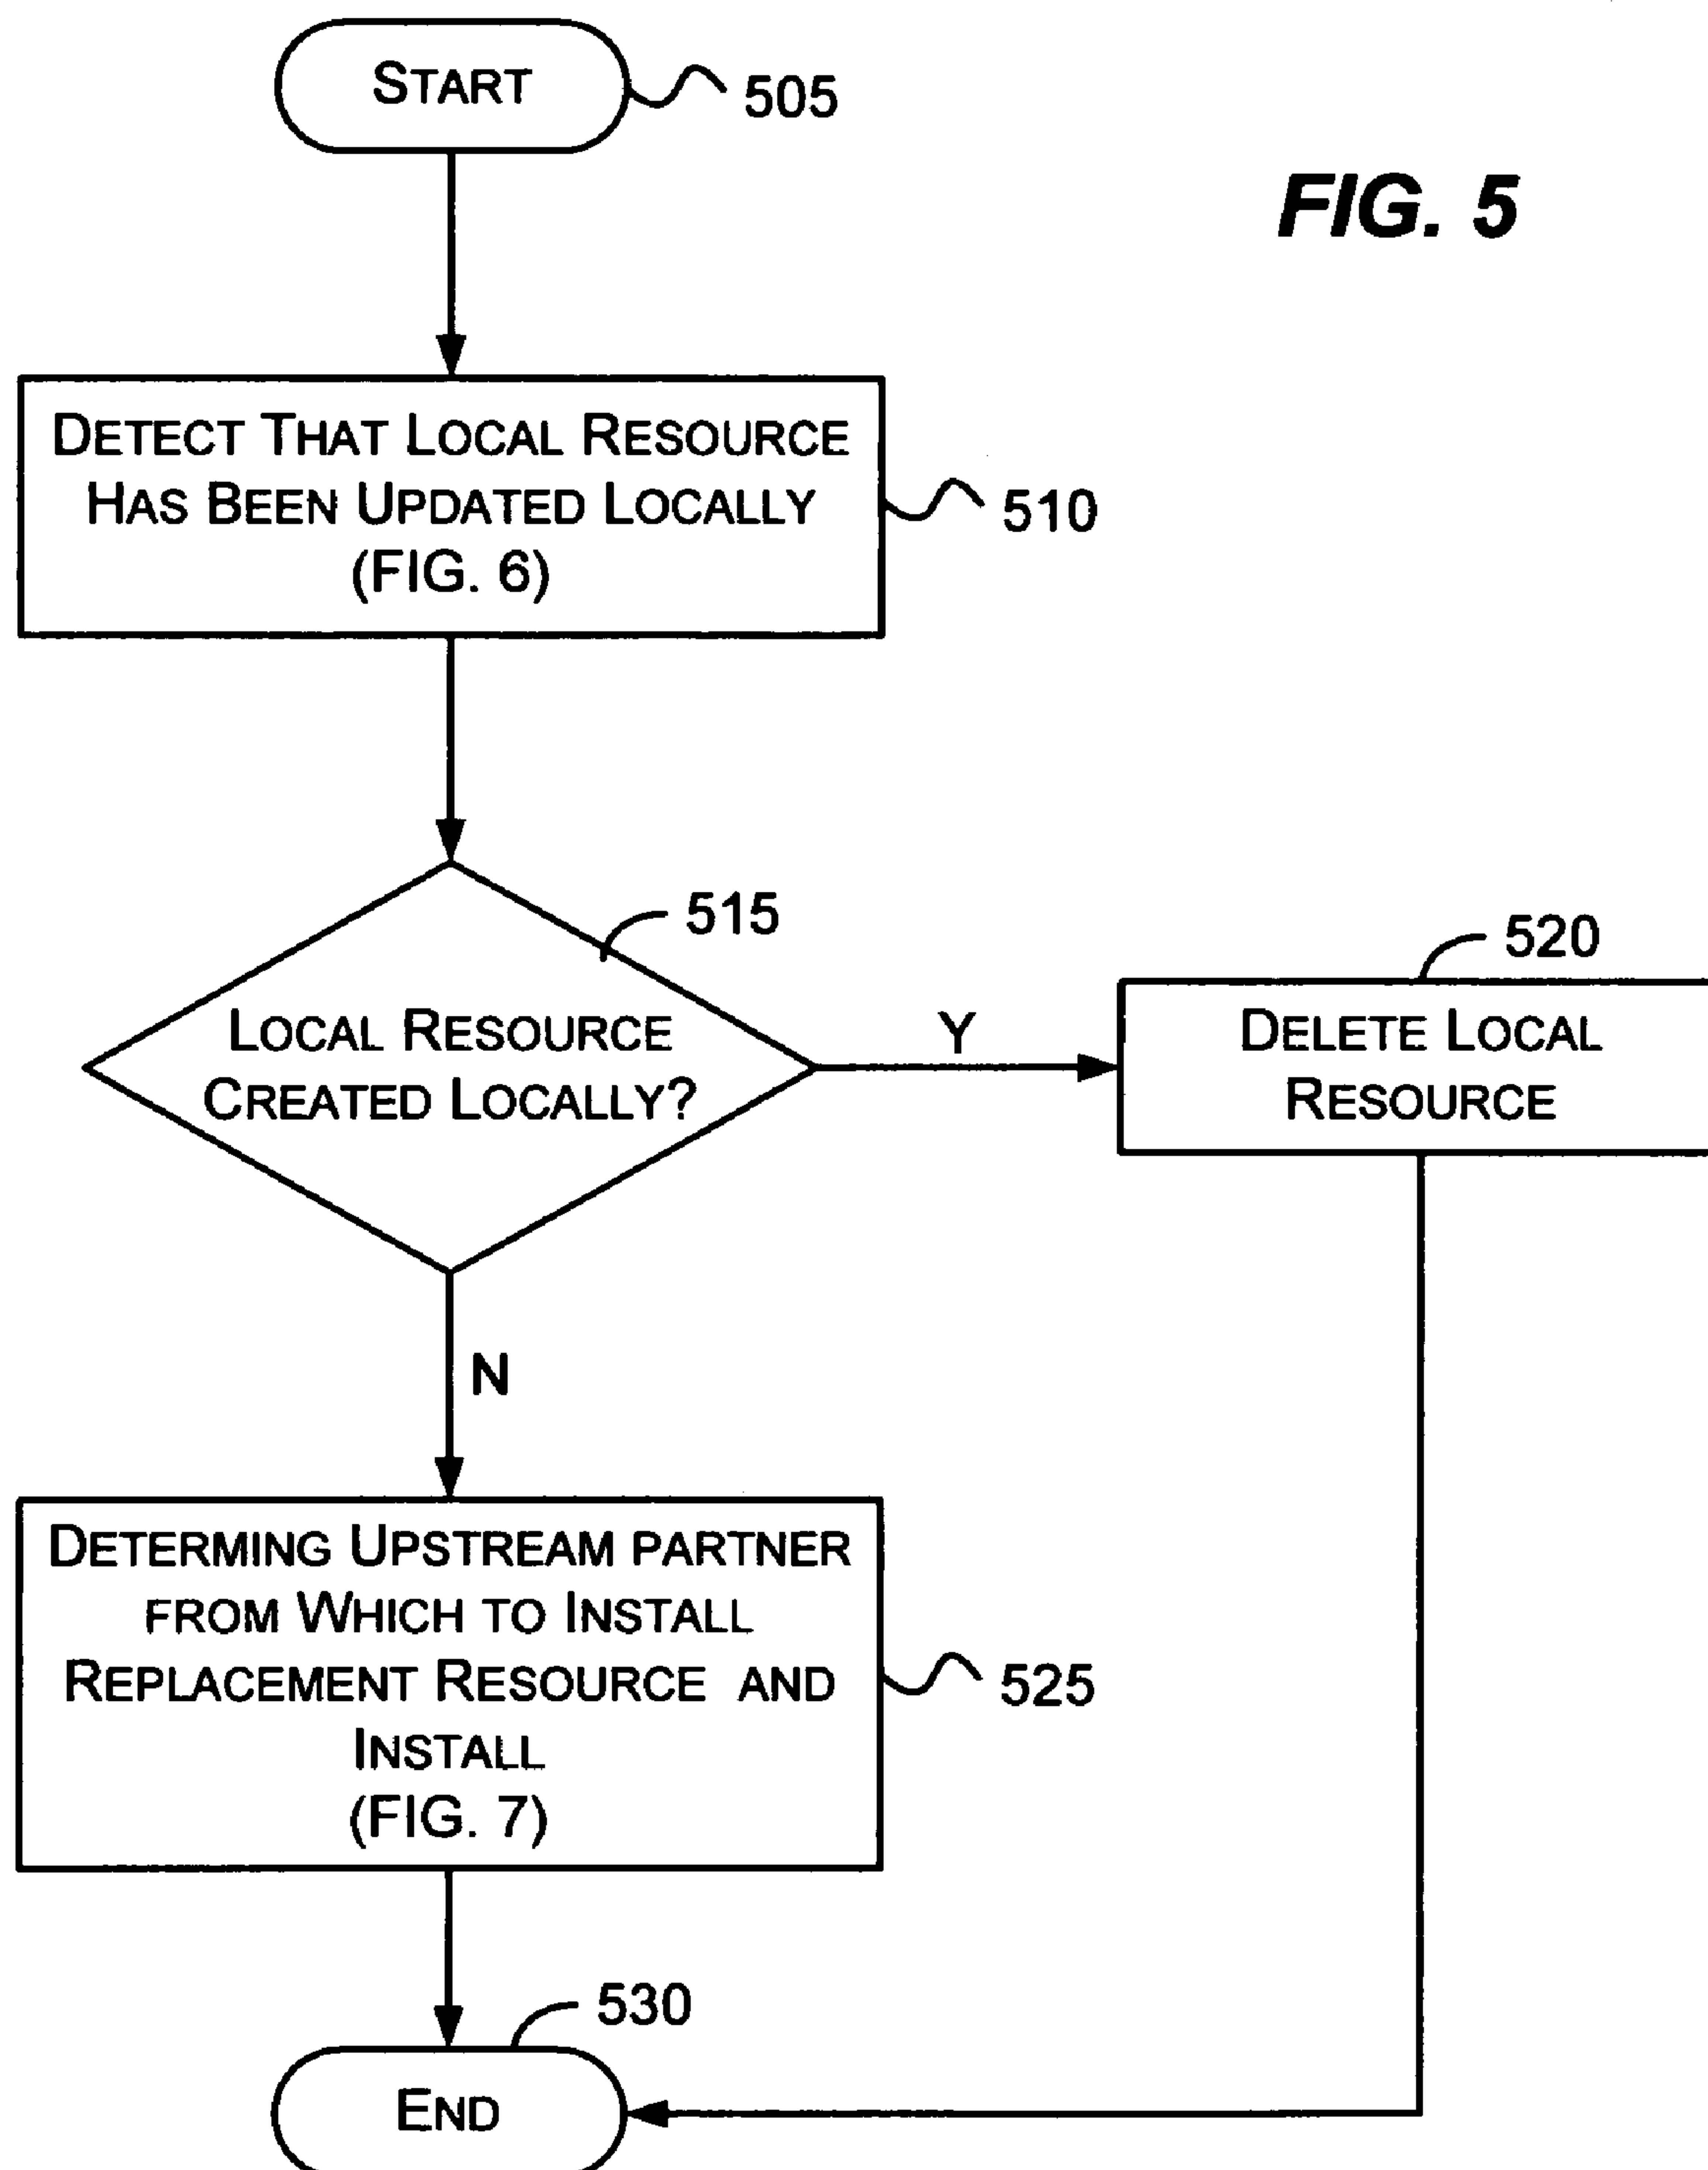 START
505
FIG. 5
DETECT THAT LOCAL RESOURCE
HAS BEEN UPDATED LOCALLY
(FIG. 6)
510
515
LOCAL RESOURCE
CREATED LOCALLY?
Y
520
DELETE LOCAL
RESOURCE
N
DETERMING UPSTREAM PARTNER
FROM WHICH TO INSTALL
REPLACEMENT RESOURCE AND
INSTALL
(FIG. 7)
525
530
END